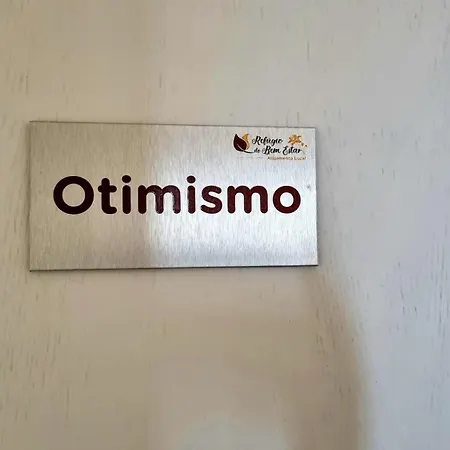 Refúgio
do Bem Estar
Alojamento Local
Otimismo